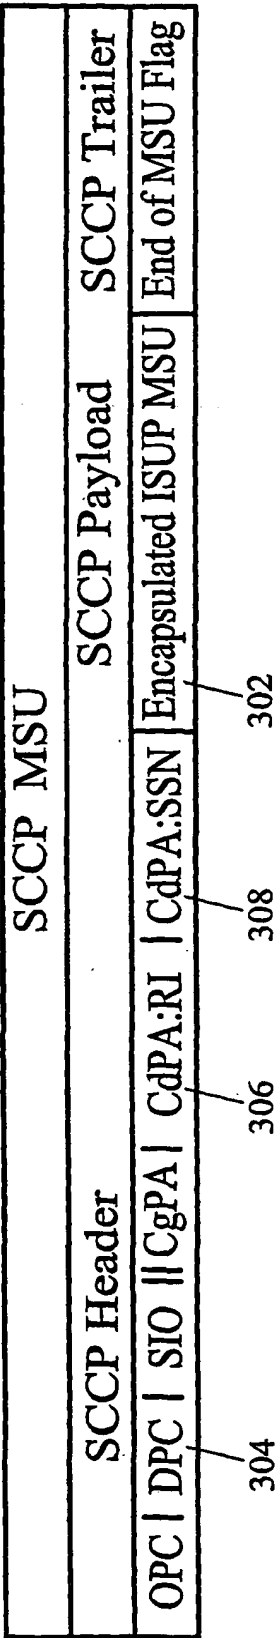 SCCP MSU
SCCP Header SCCP Payload SCCP Trailer
OPC | DPC | SIO || CgPA | CdPA:RI | CdPA:SSN | Encapsulated ISUP MSU | End of MSU Flag
304 306 308 302